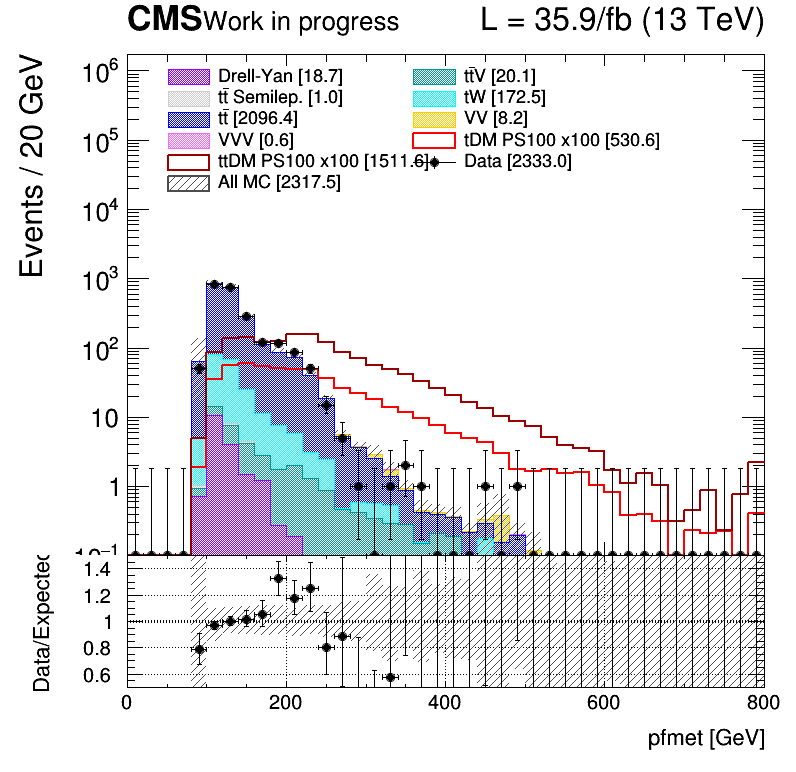 CMS Work in progress L = 35.9/fb (13 TeV)
Events / 20 GeV
10⁶
10⁵
10⁴
10³
10²
10
1
10⁻¹
Drell-Yan [18.7]
tt̄ Semilep. [1.0]
tt̄ [2096.4]
VVV [0.6]
ttDM PS100 x100 [1511.6]
All MC [2317.5]
tt̄V [20.1]
tW [172.5]
VV [8.2]
tDM PS100 x100 [530.6]
Data [2333.0]
Data/Expected
1.4
1.2
1
0.8
0.6
0 200 400 600 800
pfmet [GeV]